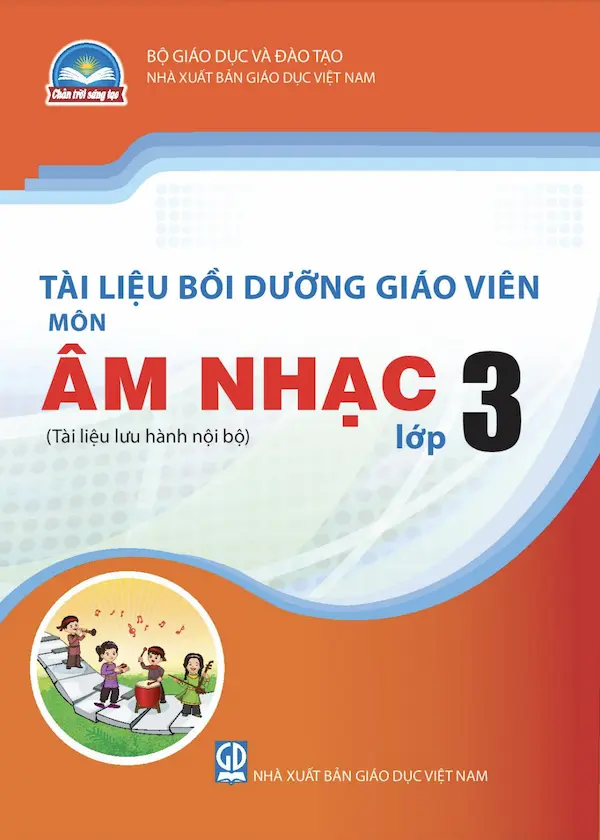 BỘ GIÁO DỤC VÀ ĐÀO TẠO
NHÀ XUẤT BẢN GIÁO DỤC VIỆT NAM
Chân trời sáng tạo
TÀI LIỆU BỒI DƯỠNG GIÁO VIÊN
MÔN
ÂM NHẠC 3
(Tài liệu lưu hành nội bộ) lớp
GD
NHÀ XUẤT BẢN GIÁO DỤC VIỆT NAM